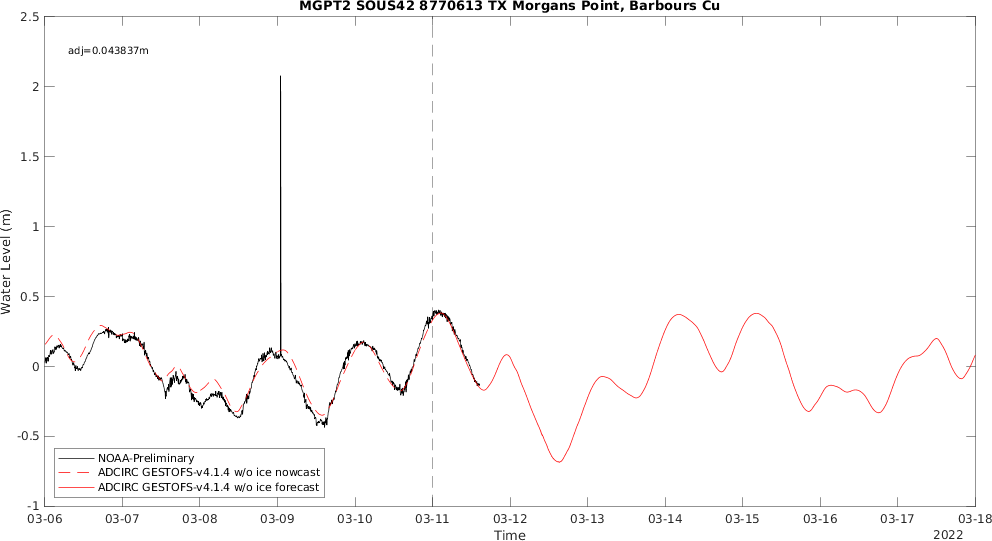 MGPT2 SOUS42 8770613 TX Morgans Point, Barbours Cu
adj=0.043837m
2.5
2
1.5
1
0.5
0
-0.5
-1
Water Level (m)
NOAA-Preliminary
ADCIRC GESTOFS-v4.1.4 w/o ice nowcast
ADCIRC GESTOFS-v4.1.4 w/o ice forecast
03-06 03-07 03-08 03-09 03-10 03-11 03-12 03-13 03-14 03-15 03-16 03-17 03-18
Time
2022